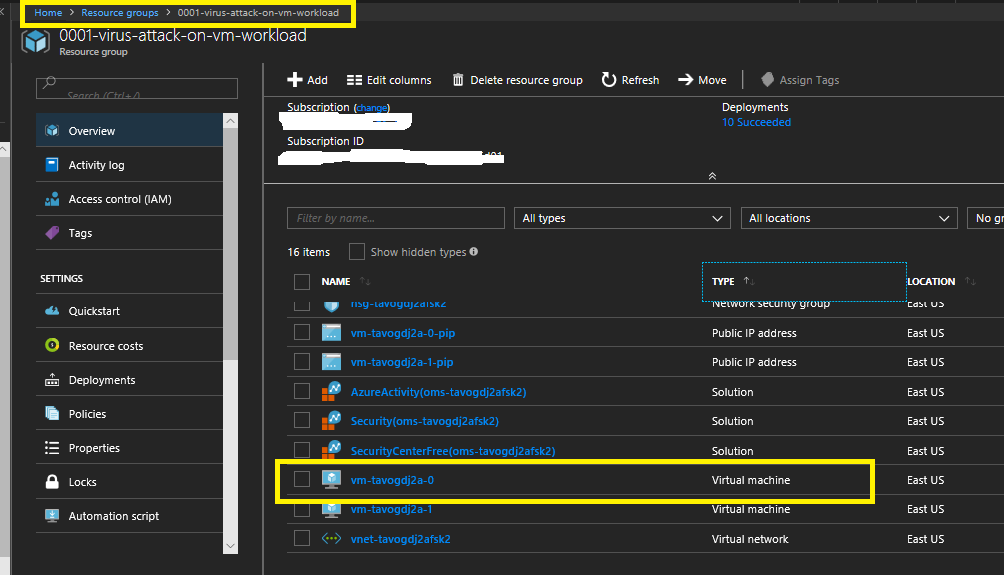 Home > Resource groups > 0001-virus-attack-on-vm-workload
0001-virus-attack-on-vm-workload
Resource group
Search (Ctrl+/)
Overview
Activity log
Access control (IAM)
Tags
SETTINGS
Quickstart
Resource costs
Deployments
Policies
Properties
Locks
Automation script
Add Edit columns Delete resource group Refresh Move Assign Tags
Subscription (change)
Deployments
10 Succeeded
Subscription ID
Filter by name... All types All locations No gr
16 items Show hidden types
NAME TYPE LOCATION
nsg-tavogdj2afsk2 Network security group East US
vm-tavogdj2a-0-pip Public IP address East US
vm-tavogdj2a-1-pip Public IP address East US
AzureActivity(oms-tavogdj2afsk2) Solution East US
Security(oms-tavogdj2afsk2) Solution East US
SecurityCenterFree(oms-tavogdj2afsk2) Solution East US
vm-tavogdj2a-0 Virtual machine East US
vm-tavogdj2a-1 Virtual machine East US
vnet-tavogdj2afsk2 Virtual network East US